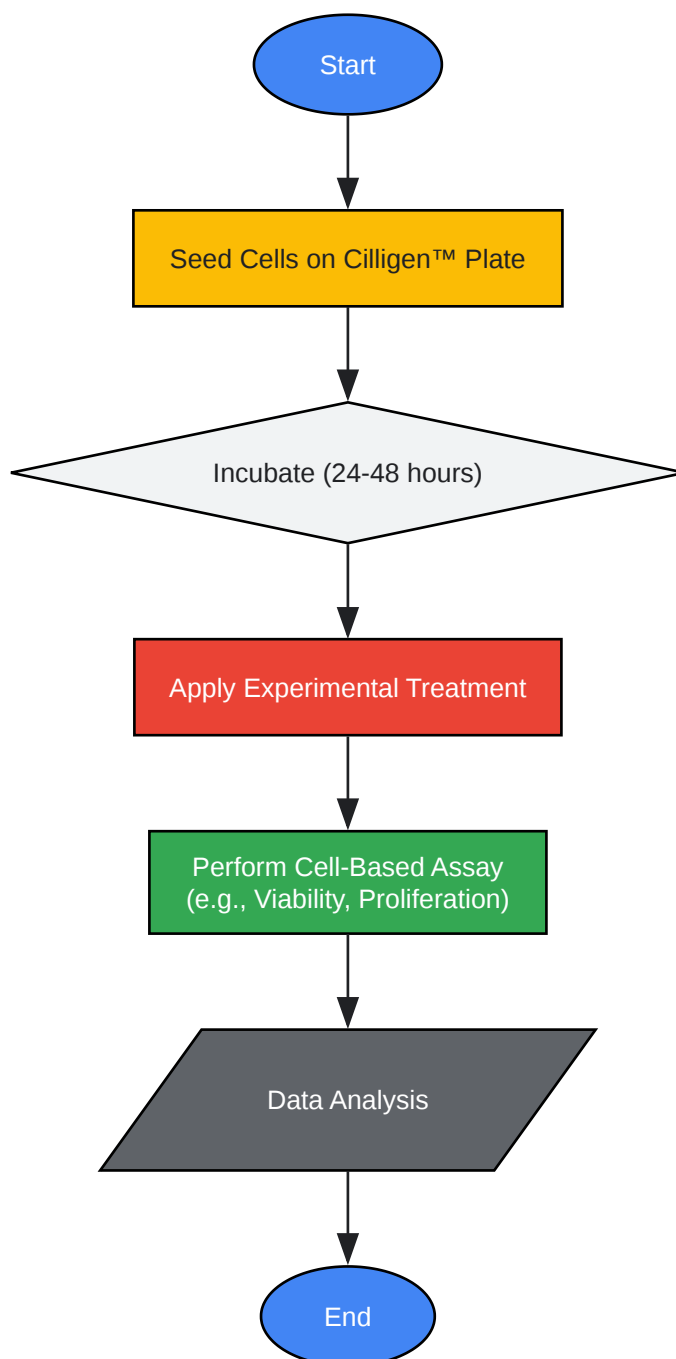 Start
Seed Cells on Cilligen™ Plate
Incubate (24-48 hours)
Apply Experimental Treatment
Perform Cell-Based Assay
(e.g., Viability, Proliferation)
Data Analysis
End